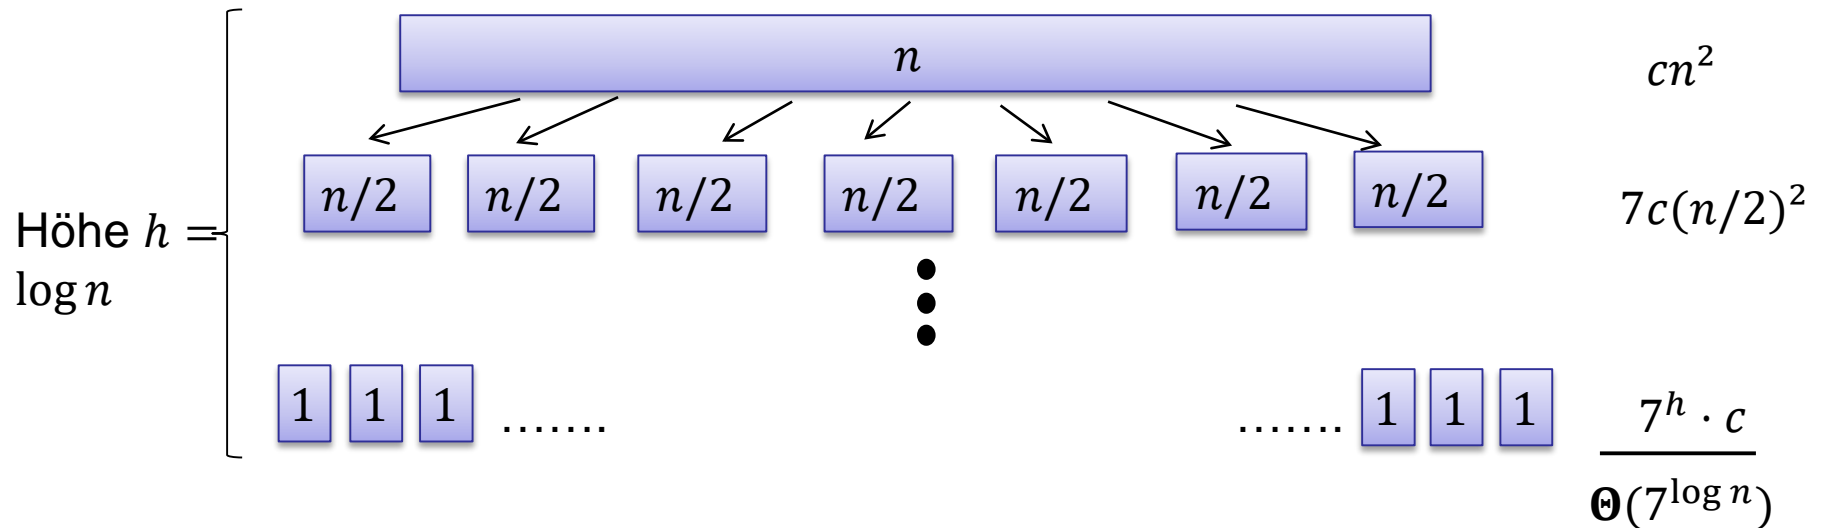 n
cn²
n/2 n/2 n/2 n/2 n/2 n/2 n/2
7c(n/2)²
Höhe h =
log n
1 1 1 ....... ....... 1 1 1
7ʰ · c
Θ(7^{log n})